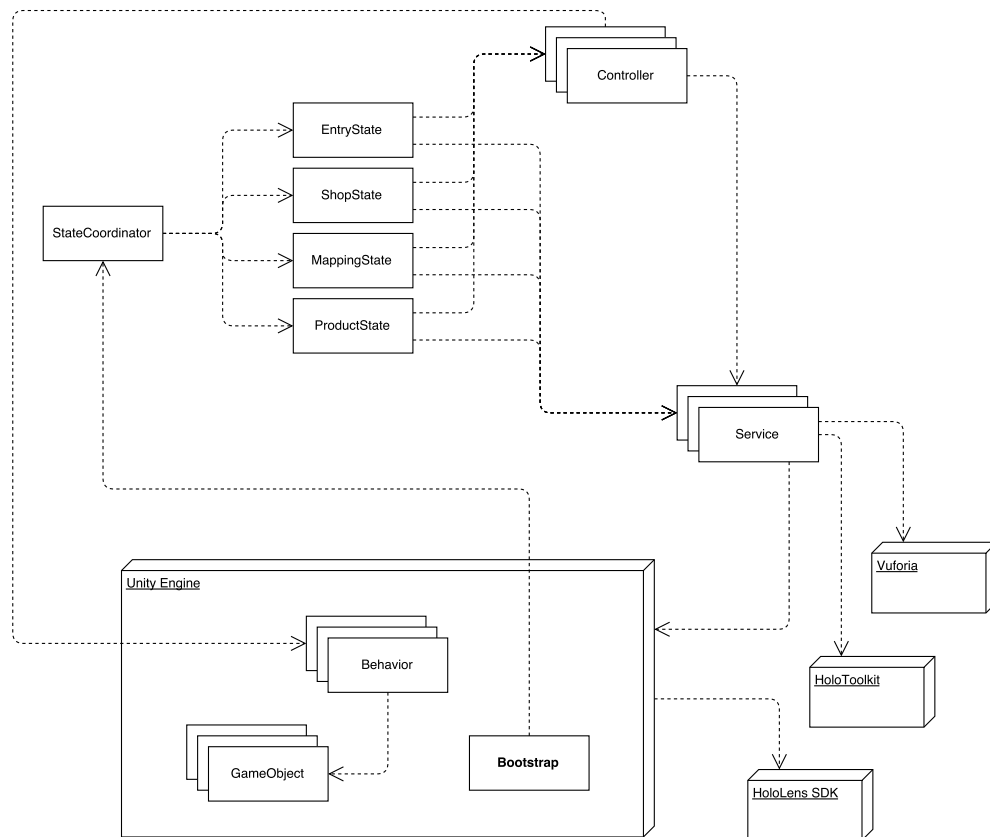 Controller
EntryState
ShopState
StateCoordinator
MappingState
ProductState
Service
Vuforia
Unity Engine
Behavior
HoloToolkit
Bootstrap
GameObject
HoloLens SDK